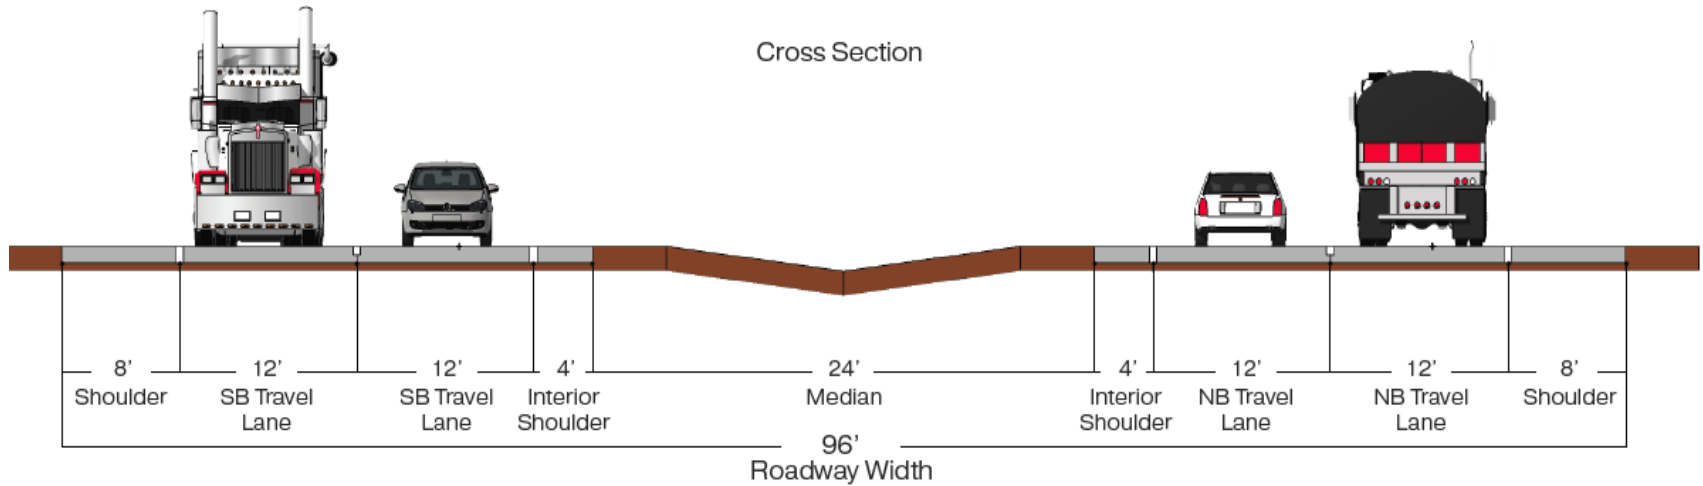 Cross Section
8’ 12’ 12’ 4’ 24’ 4’ 12’ 12’ 8’
Shoulder SB Travel SB Travel Interior Median Interior NB Travel NB Travel Shoulder
Lane Lane Shoulder Shoulder Lane Lane
96’
Roadway Width